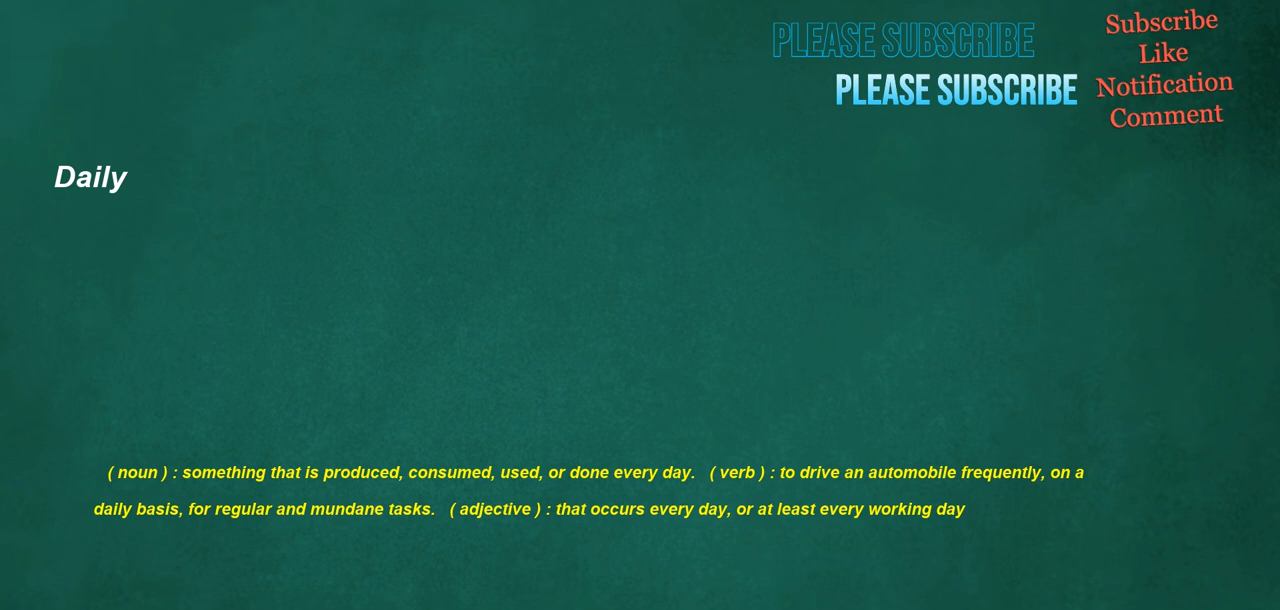 PLEASE SUBSCRIBE
PLEASE SUBSCRIBE
Subscribe
Like
Notification
Comment
Daily
( noun ) : something that is produced, consumed, used, or done every day. ( verb ) : to drive an automobile frequently, on a
daily basis, for regular and mundane tasks. ( adjective ) : that occurs every day, or at least every working day